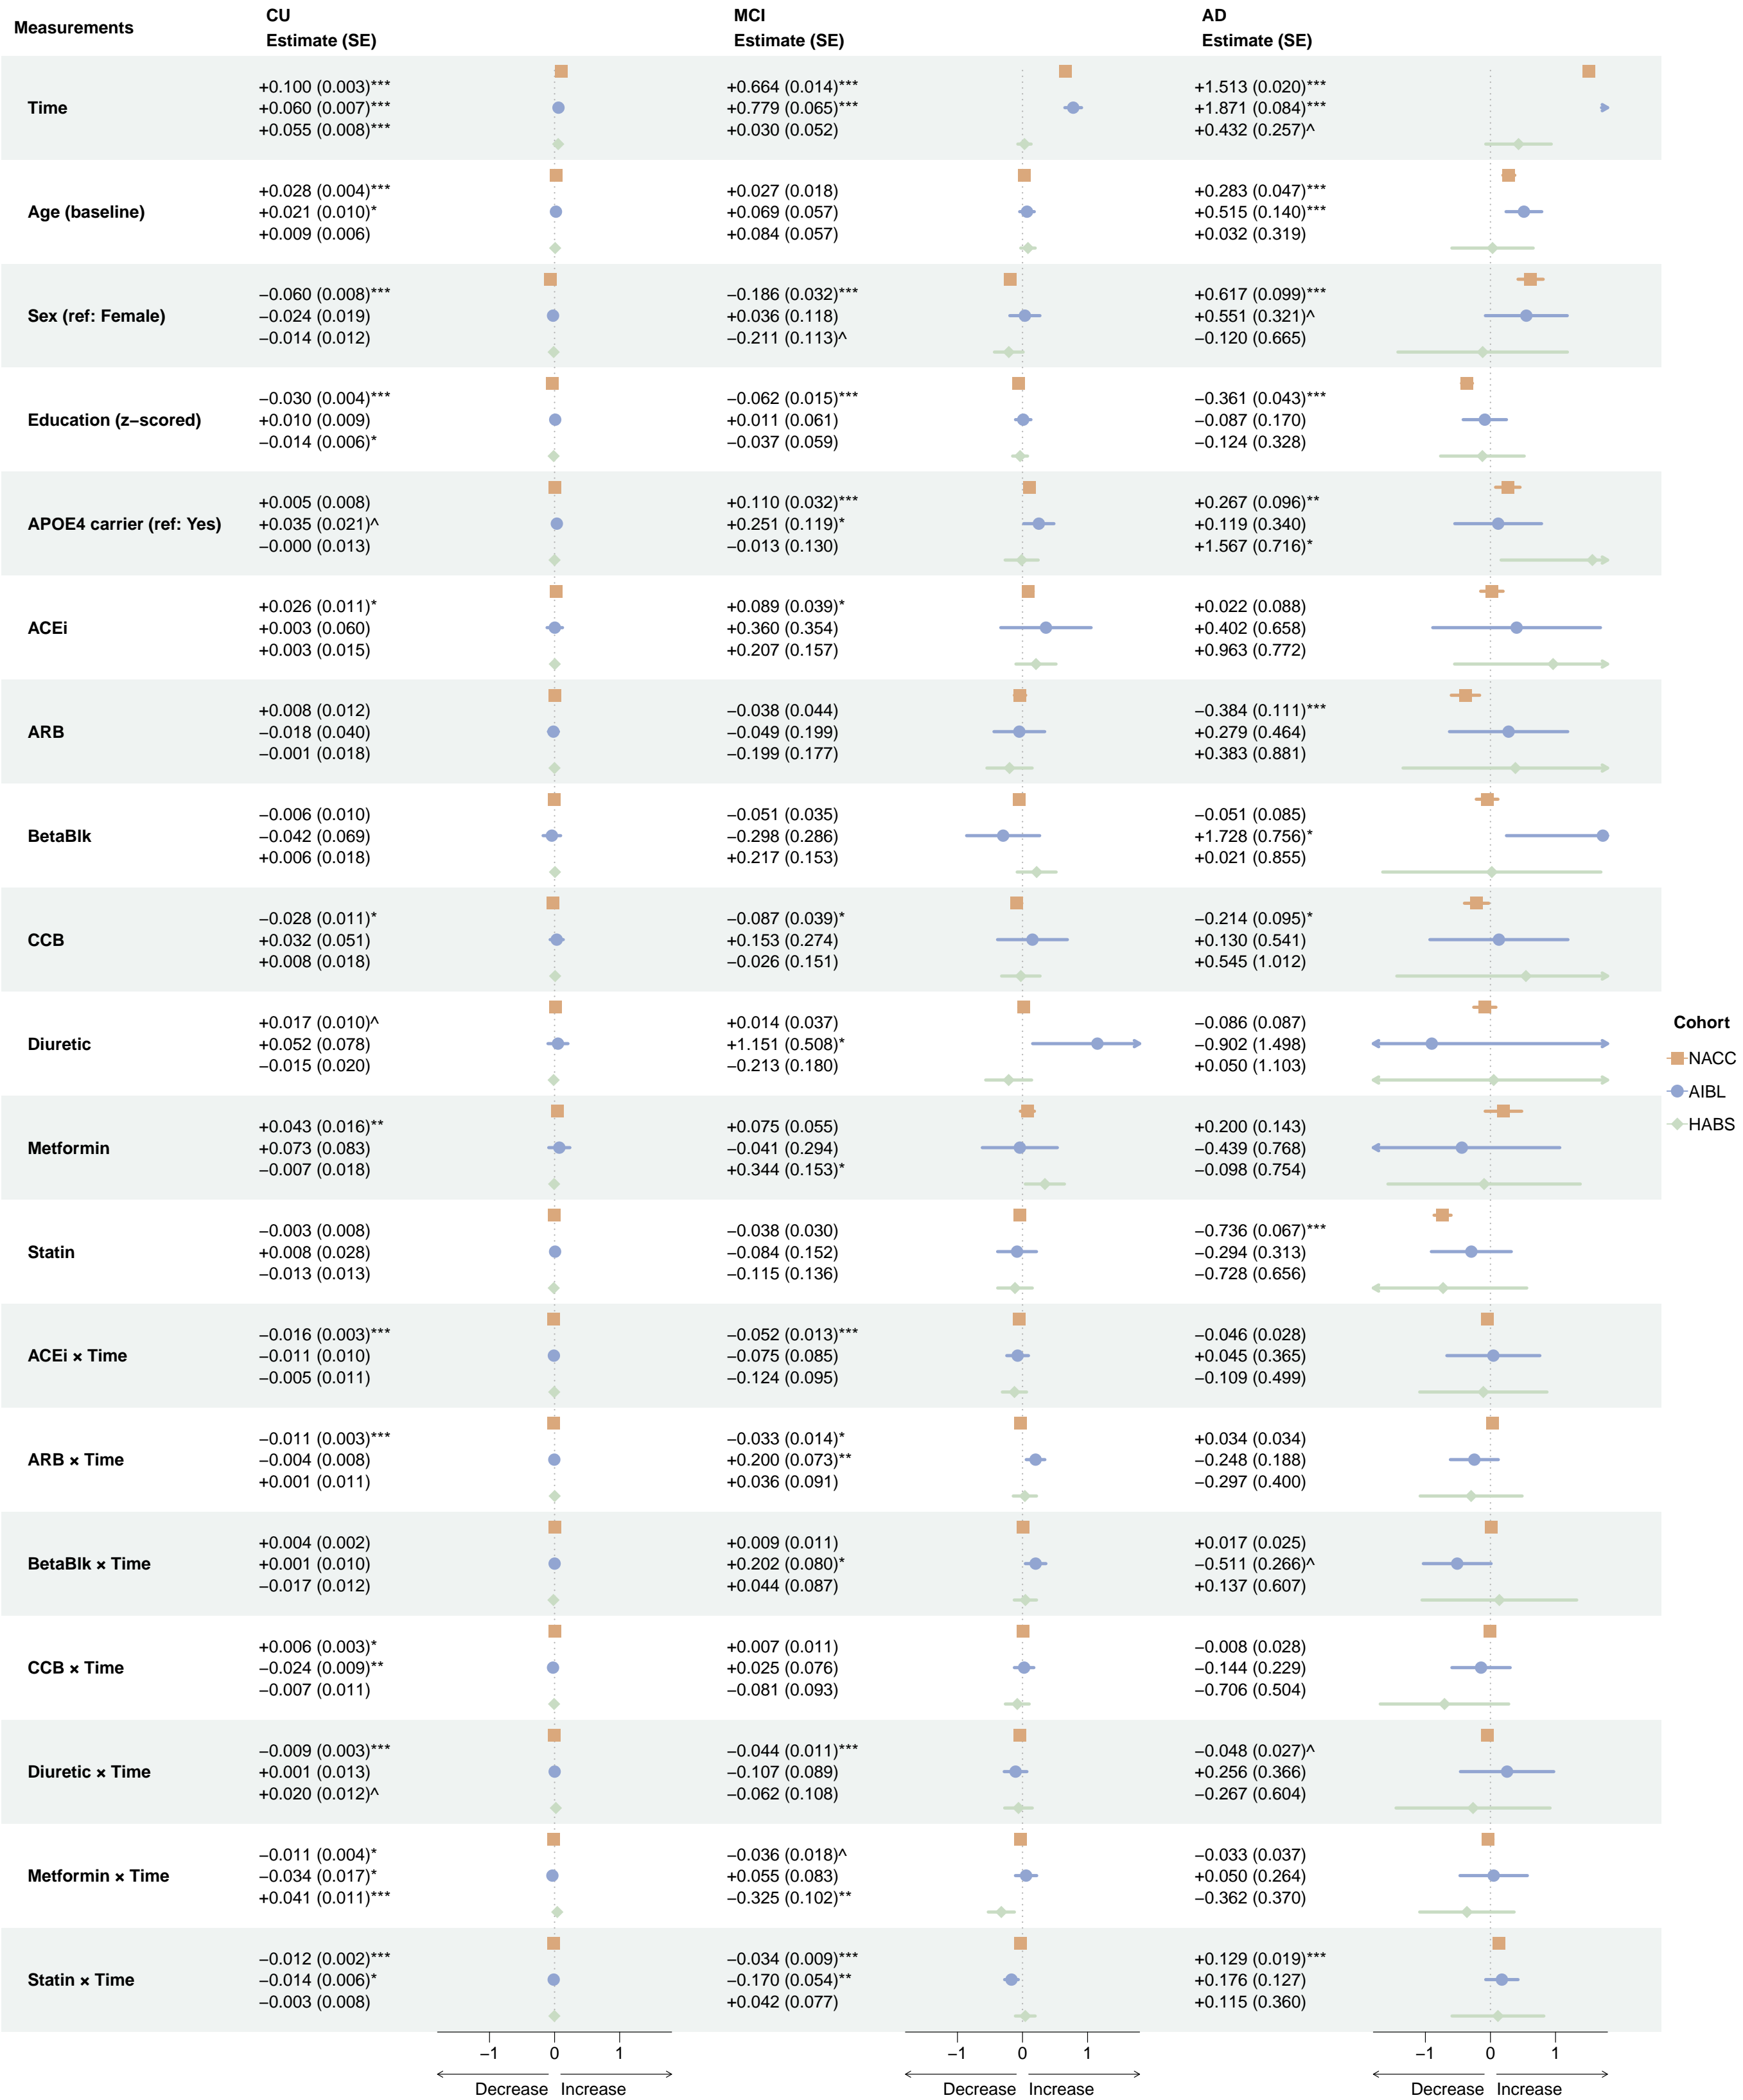 Measurements
CU MCI AD
Estimate (SE) Estimate (SE) Estimate (SE)
+0.100 (0.003)*** +0.664 (0.014)*** +1.513 (0.020)***
Time +0.060 (0.007)*** +0.779 (0.065)*** +1.871 (0.084)***
+0.055 (0.008)*** +0.030 (0.052) +0.432 (0.257)^
+0.028 (0.004)*** +0.027 (0.018) +0.283 (0.047)***
Age (baseline) +0.021 (0.010)* +0.069 (0.057) +0.515 (0.140)***
+0.009 (0.006) +0.084 (0.057) +0.032 (0.319)
−0.060 (0.008)*** −0.186 (0.032)*** +0.617 (0.099)***
Sex (ref: Female) −0.024 (0.019) +0.036 (0.118) +0.551 (0.321)^
−0.014 (0.012) −0.211 (0.113)^ −0.120 (0.665)
−0.030 (0.004)*** −0.062 (0.015)*** −0.361 (0.043)***
Education (z−scored) +0.010 (0.009) +0.011 (0.061) −0.087 (0.170)
−0.014 (0.006)* −0.037 (0.059) −0.124 (0.328)
+0.005 (0.008) +0.110 (0.032)*** +0.267 (0.096)**
APOE4 carrier (ref: Yes) +0.035 (0.021)^ +0.251 (0.119)* +0.119 (0.340)
−0.000 (0.013) −0.013 (0.130) +1.567 (0.716)*
+0.026 (0.011)* +0.089 (0.039)* +0.022 (0.088)
ACEi +0.003 (0.060) +0.360 (0.354) +0.402 (0.658)
+0.003 (0.015) +0.207 (0.157) +0.963 (0.772)
+0.008 (0.012) −0.038 (0.044) −0.384 (0.111)***
ARB −0.018 (0.040) −0.049 (0.199) +0.279 (0.464)
−0.001 (0.018) −0.199 (0.177) +0.383 (0.881)
−0.006 (0.010) −0.051 (0.035) −0.051 (0.085)
BetaBlk −0.042 (0.069) −0.298 (0.286) +1.728 (0.756)*
+0.006 (0.018) +0.217 (0.153) +0.021 (0.855)
−0.028 (0.011)* −0.087 (0.039)* −0.214 (0.095)*
CCB +0.032 (0.051) +0.153 (0.274) +0.130 (0.541)
+0.008 (0.018) −0.026 (0.151) +0.545 (1.012)
+0.017 (0.010)^ +0.014 (0.037) −0.086 (0.087)
Diuretic +0.052 (0.078) +1.151 (0.508)* −0.902 (1.498)
−0.015 (0.020) −0.213 (0.180) +0.050 (1.103)
Cohort
NACC
AIBL
HABS
+0.043 (0.016)** +0.075 (0.055) +0.200 (0.143)
Metformin +0.073 (0.083) −0.041 (0.294) −0.439 (0.768)
−0.007 (0.018) +0.344 (0.153)* −0.098 (0.754)
−0.003 (0.008) −0.038 (0.030) −0.736 (0.067)***
Statin +0.008 (0.028) −0.084 (0.152) −0.294 (0.313)
−0.013 (0.013) −0.115 (0.136) −0.728 (0.656)
−0.016 (0.003)*** −0.052 (0.013)*** −0.046 (0.028)
ACEi × Time −0.011 (0.010) −0.075 (0.085) +0.045 (0.365)
−0.005 (0.011) −0.124 (0.095) −0.109 (0.499)
−0.011 (0.003)*** −0.033 (0.014)* +0.034 (0.034)
ARB × Time −0.004 (0.008) +0.200 (0.073)** −0.248 (0.188)
+0.001 (0.011) +0.036 (0.091) −0.297 (0.400)
+0.004 (0.002) +0.009 (0.011) +0.017 (0.025)
BetaBlk × Time +0.001 (0.010) +0.202 (0.080)* −0.511 (0.266)^
−0.017 (0.012) +0.044 (0.087) +0.137 (0.607)
+0.006 (0.003)* +0.007 (0.011) −0.008 (0.028)
CCB × Time −0.024 (0.009)** +0.025 (0.076) −0.144 (0.229)
−0.007 (0.011) −0.081 (0.093) −0.706 (0.504)
−0.009 (0.003)*** −0.044 (0.011)*** −0.048 (0.027)^
Diuretic × Time +0.001 (0.013) −0.107 (0.089) +0.256 (0.366)
+0.020 (0.012)^ −0.062 (0.108) −0.267 (0.604)
−0.011 (0.004)* −0.036 (0.018)^ −0.033 (0.037)
Metformin × Time −0.034 (0.017)* +0.055 (0.083) +0.050 (0.264)
+0.041 (0.011)*** −0.325 (0.102)** −0.362 (0.370)
−0.012 (0.002)*** −0.034 (0.009)*** +0.129 (0.019)***
Statin × Time −0.014 (0.006)* −0.170 (0.054)** +0.176 (0.127)
−0.003 (0.008) +0.042 (0.077) +0.115 (0.360)
−1 0 1 −1 0 1 −1 0 1
Decrease Increase Decrease Increase Decrease Increase